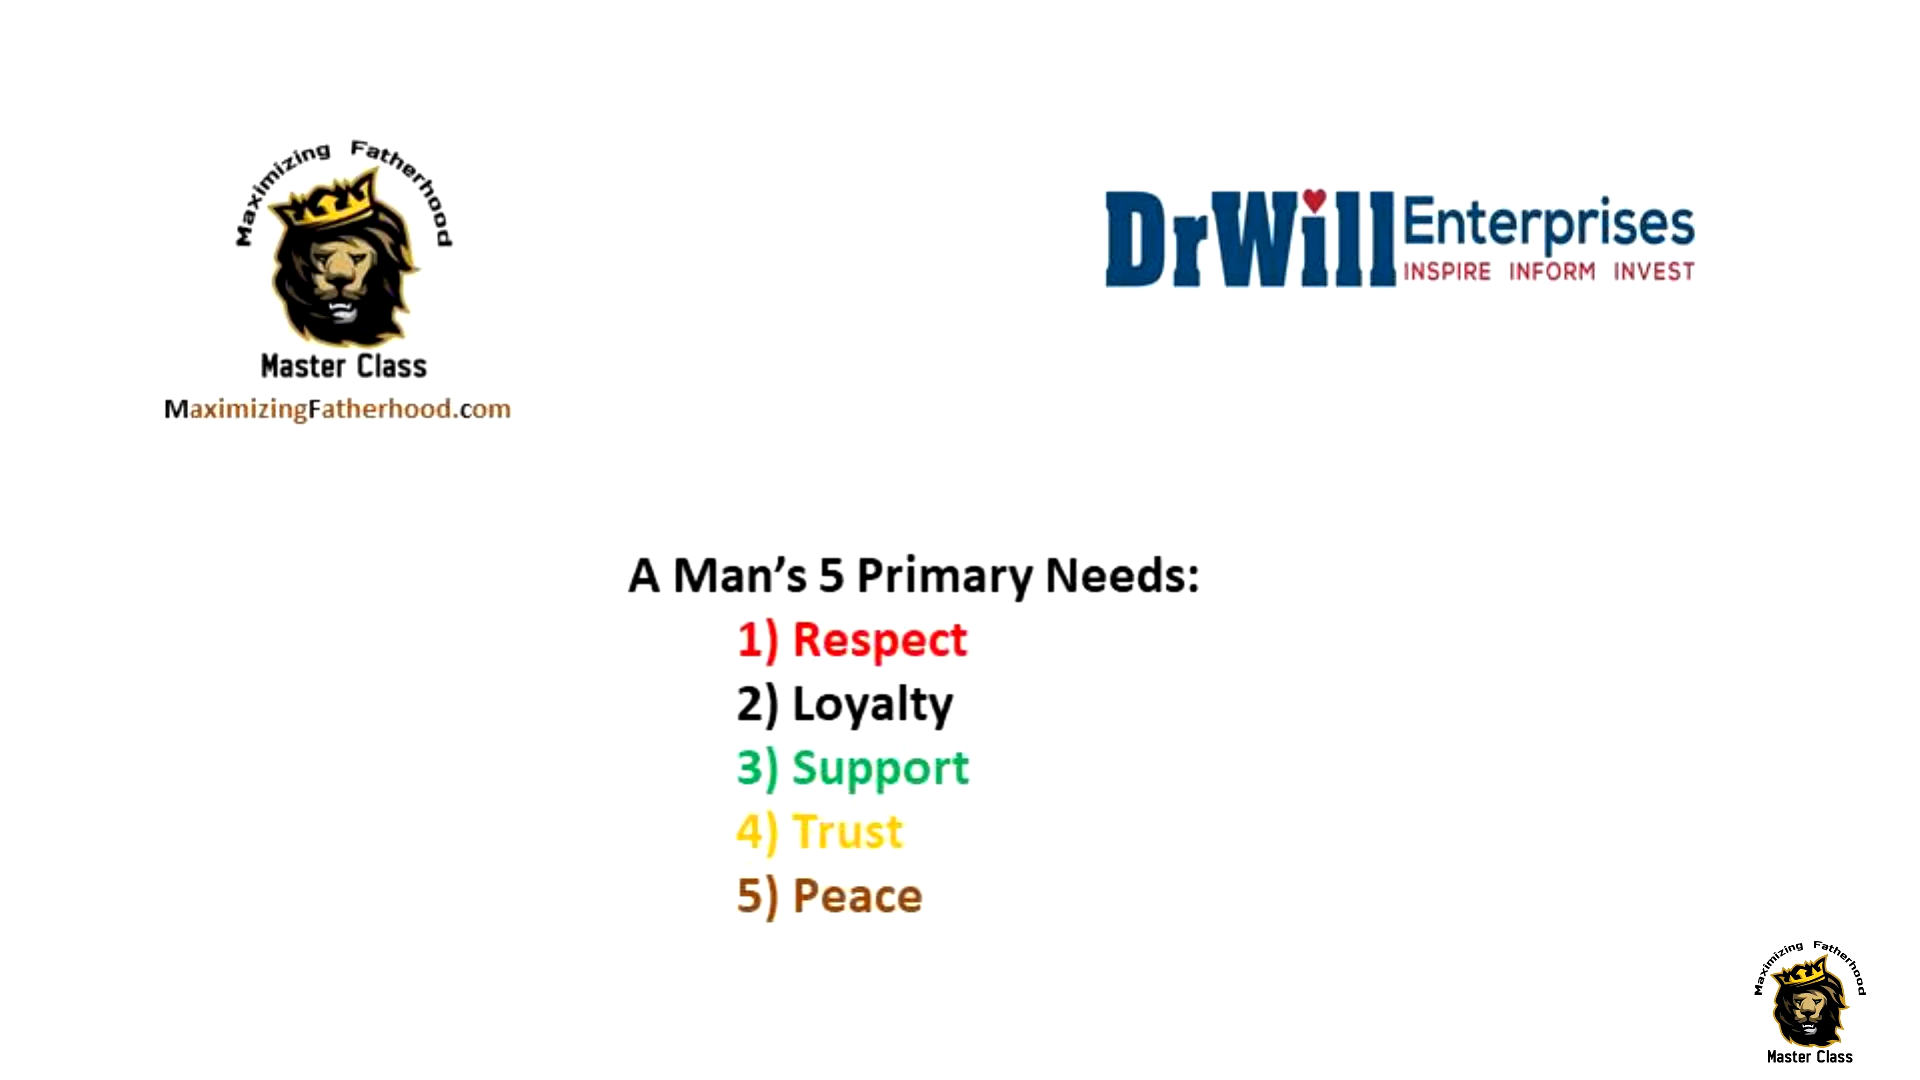 Maximizing Fatherhood
Master Class
MaximizingFatherhood.com
DrWill Enterprises
INSPIRE INFORM INVEST
A Man’s 5 Primary Needs:
1) Respect
2) Loyalty
3) Support
4) Trust
5) Peace
Maximizing Fatherhood
Master Class